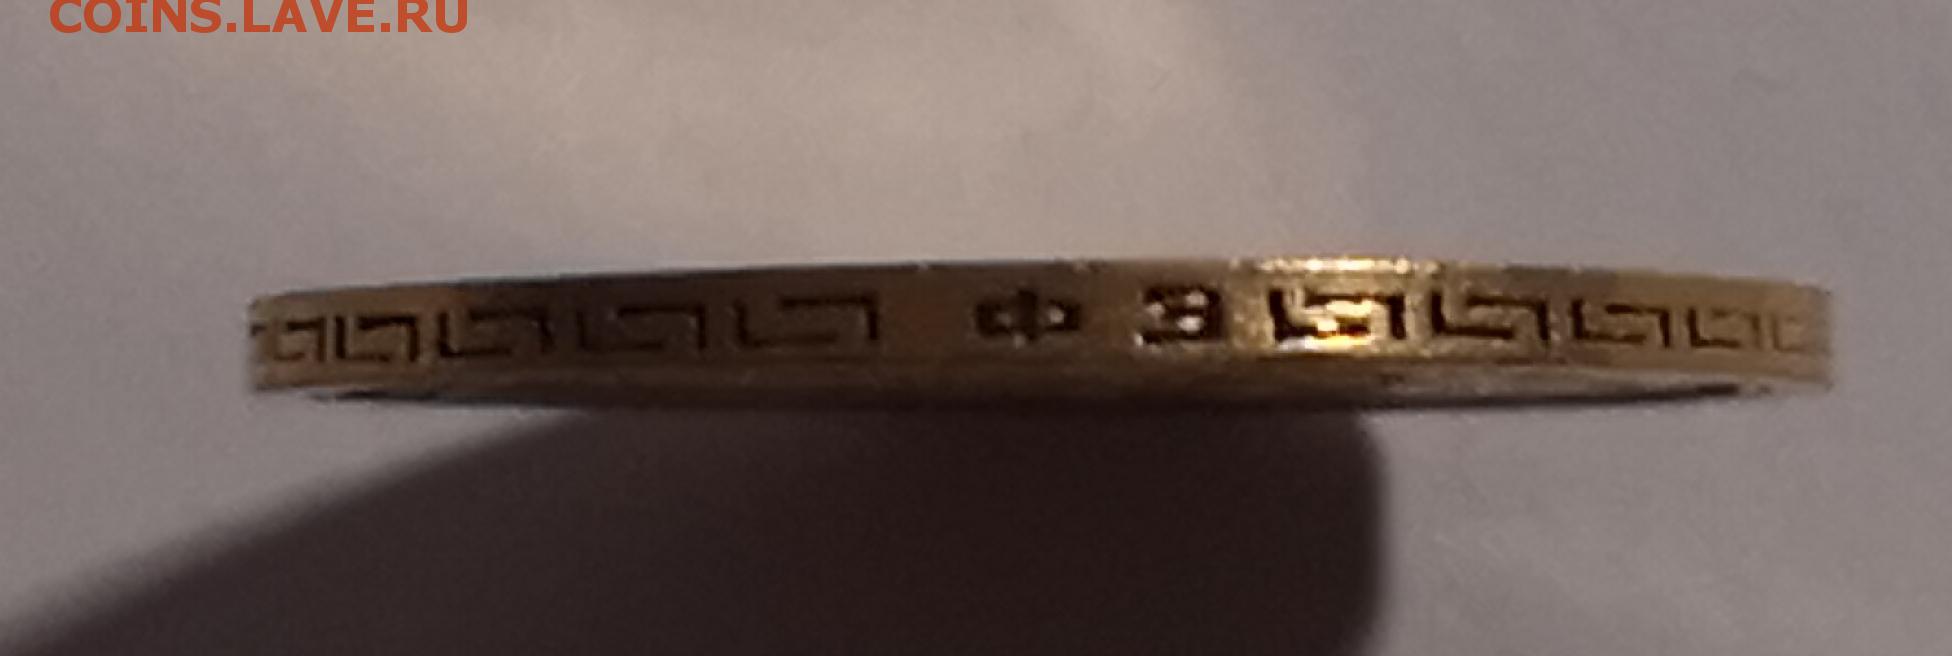 COINS.LAVE.RU
Ф З